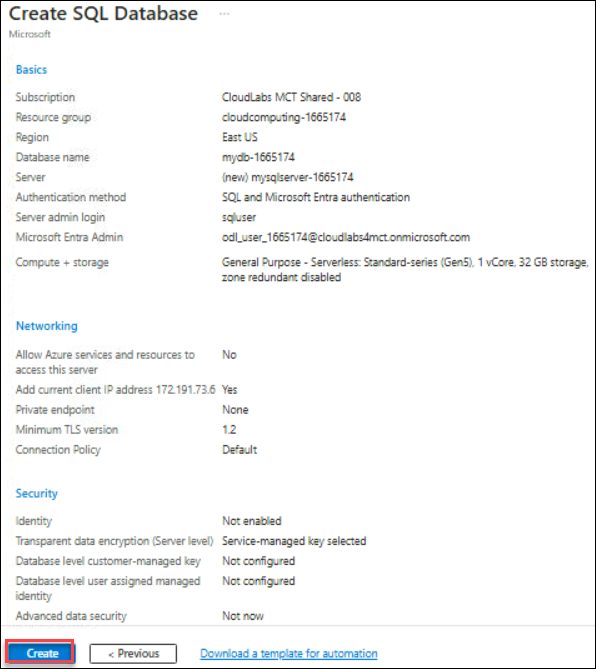 Create SQL Database ...
Microsoft
Basics
Subscription CloudLabs MCT Shared - 008
Resource group cloudcomputing-1665174
Region East US
Database name mydb-1665174
Server (new) mysqlserver-1665174
Authentication method SQL and Microsoft Entra authentication
Server admin login sqluser
Microsoft Entra Admin odl_user_1665174@cloudlabs4mct.onmicrosoft.com
Compute + storage General Purpose - Serverless: Standard-series (Gen5), 1 vCore, 32 GB storage,
zone redundant disabled
Networking
Allow Azure services and resources to No
access this server
Add current client IP address 172.191.73.6 Yes
Private endpoint None
Minimum TLS version 1.2
Connection Policy Default
Security
Identity Not enabled
Transparent data encryption (Server level) Service-managed key selected
Database level customer-managed key Not configured
Database level user assigned managed Not configured
identity
Advanced data security Not now
Create < Previous Download a template for automation